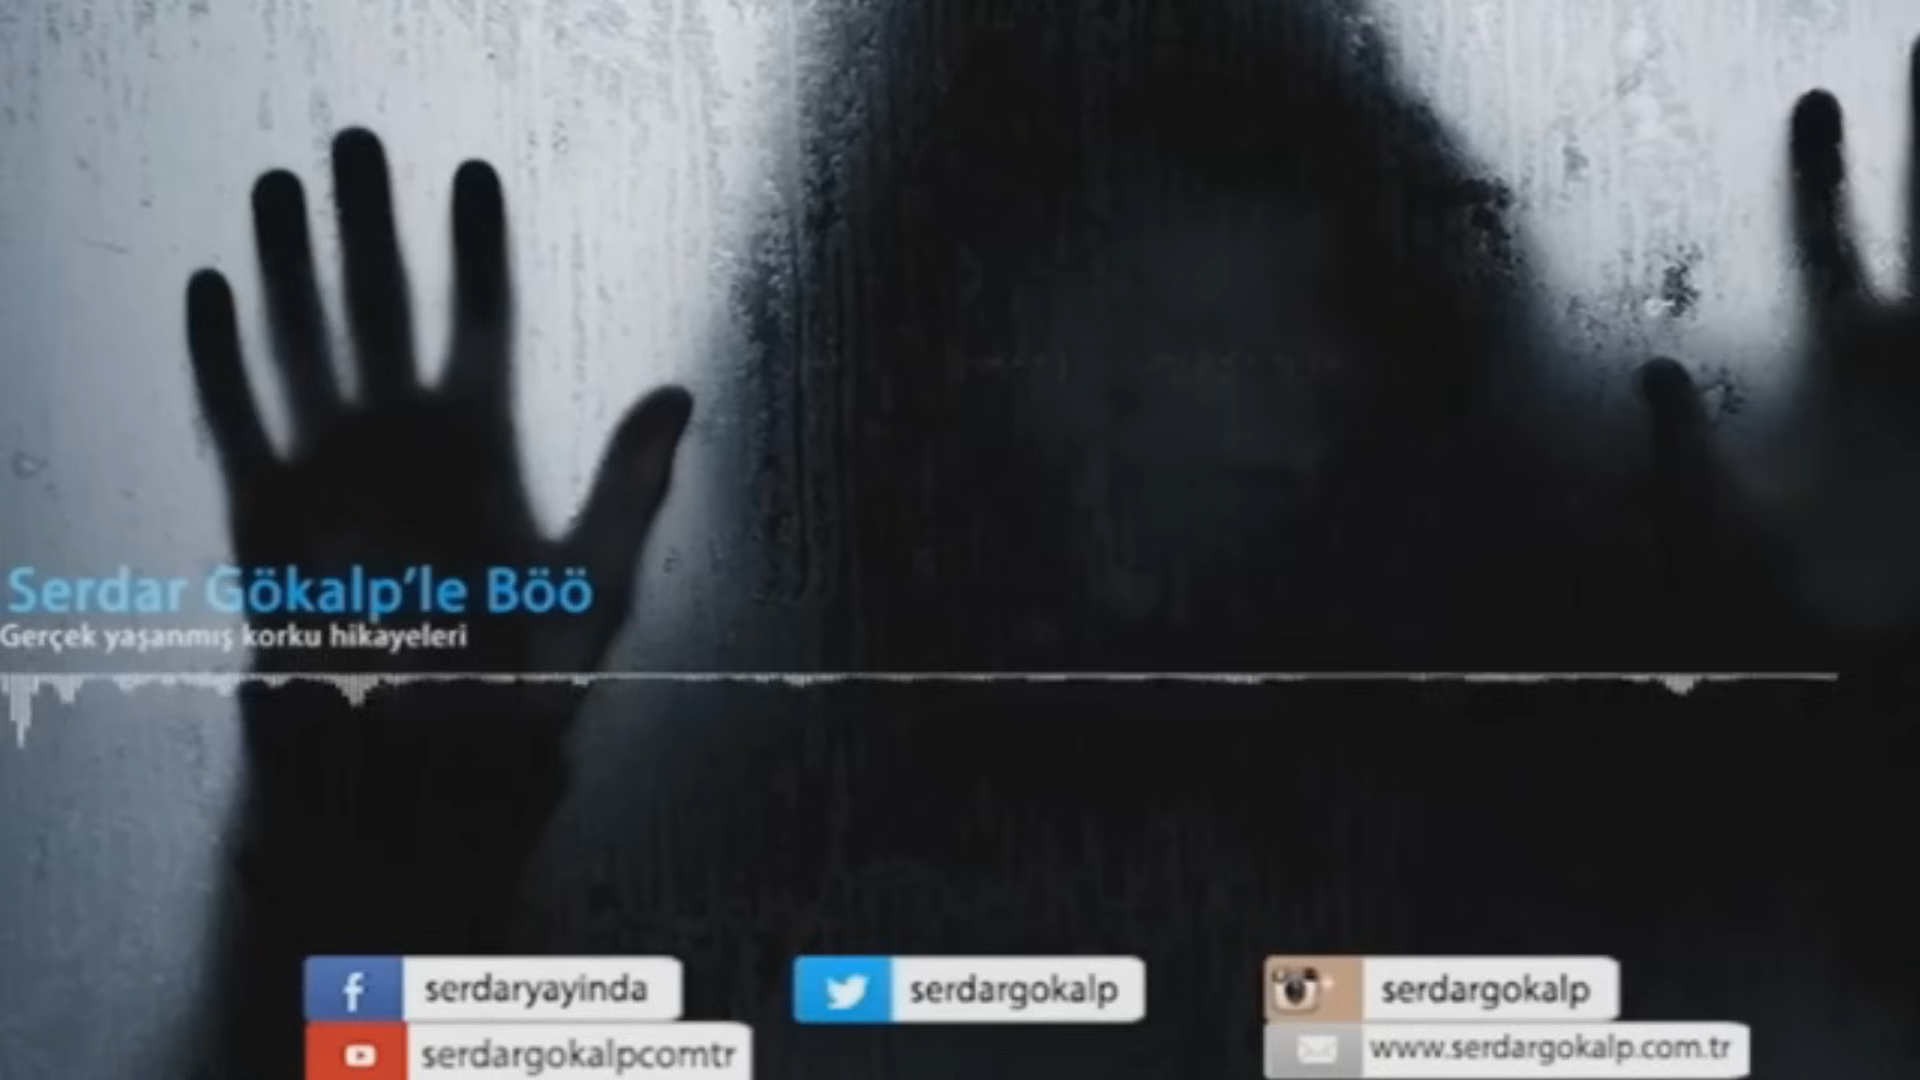 Serdar Gökalp'le Böö
Gerçek yaşanmış korku hikayeleri
serdaryayinda
serdargokalp
serdargokalp
serdargokalpcomtr
www.serdargokalp.com.tr